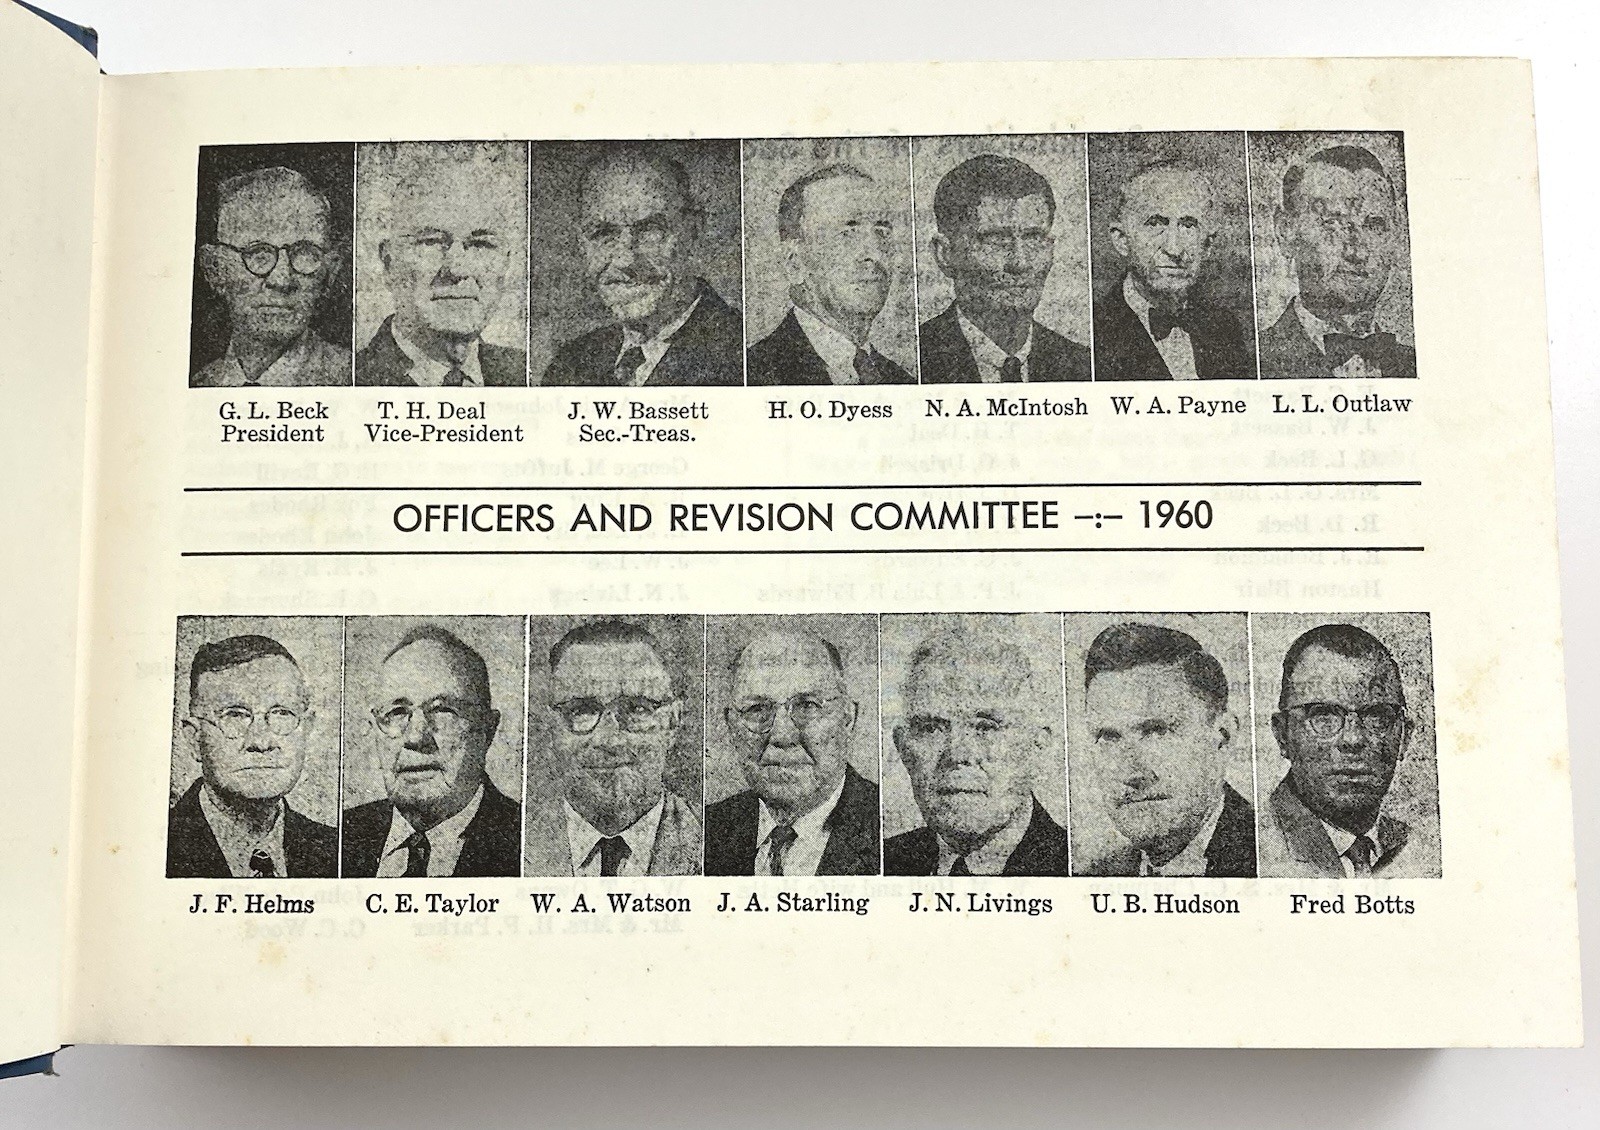 G. L. Beck T. H. Deal J. W. Bassett H. O. Dyess N. A. McIntosh W. A. Payne L. L. Outlaw
President Vice-President Sec.-Treas.
OFFICERS AND REVISION COMMITTEE –:– 1960
J. F. Helms C. E. Taylor W. A. Watson J. A. Starling J. N. Livings U. B. Hudson Fred Botts